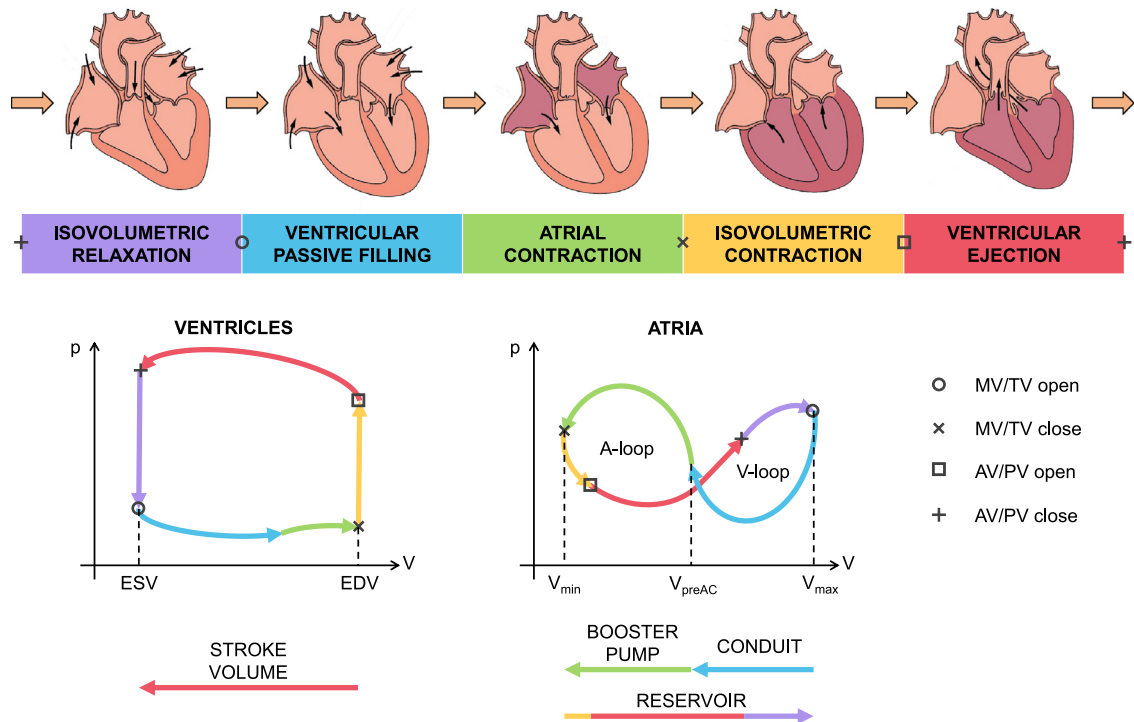 ISOVOLUMETRIC
RELAXATION
VENTRICULAR
PASSIVE FILLING
ATRIAL
CONTRACTION
ISOVOLUMETRIC
CONTRACTION
VENTRICULAR
EJECTION
VENTRICLES
p
V
ESV
EDV
STROKE
VOLUME
ATRIA
p
A-loop
V-loop
V
Vmin
VpreAC
Vmax
BOOSTER
PUMP
CONDUIT
RESERVOIR
MV/TV open
MV/TV close
AV/PV open
AV/PV close